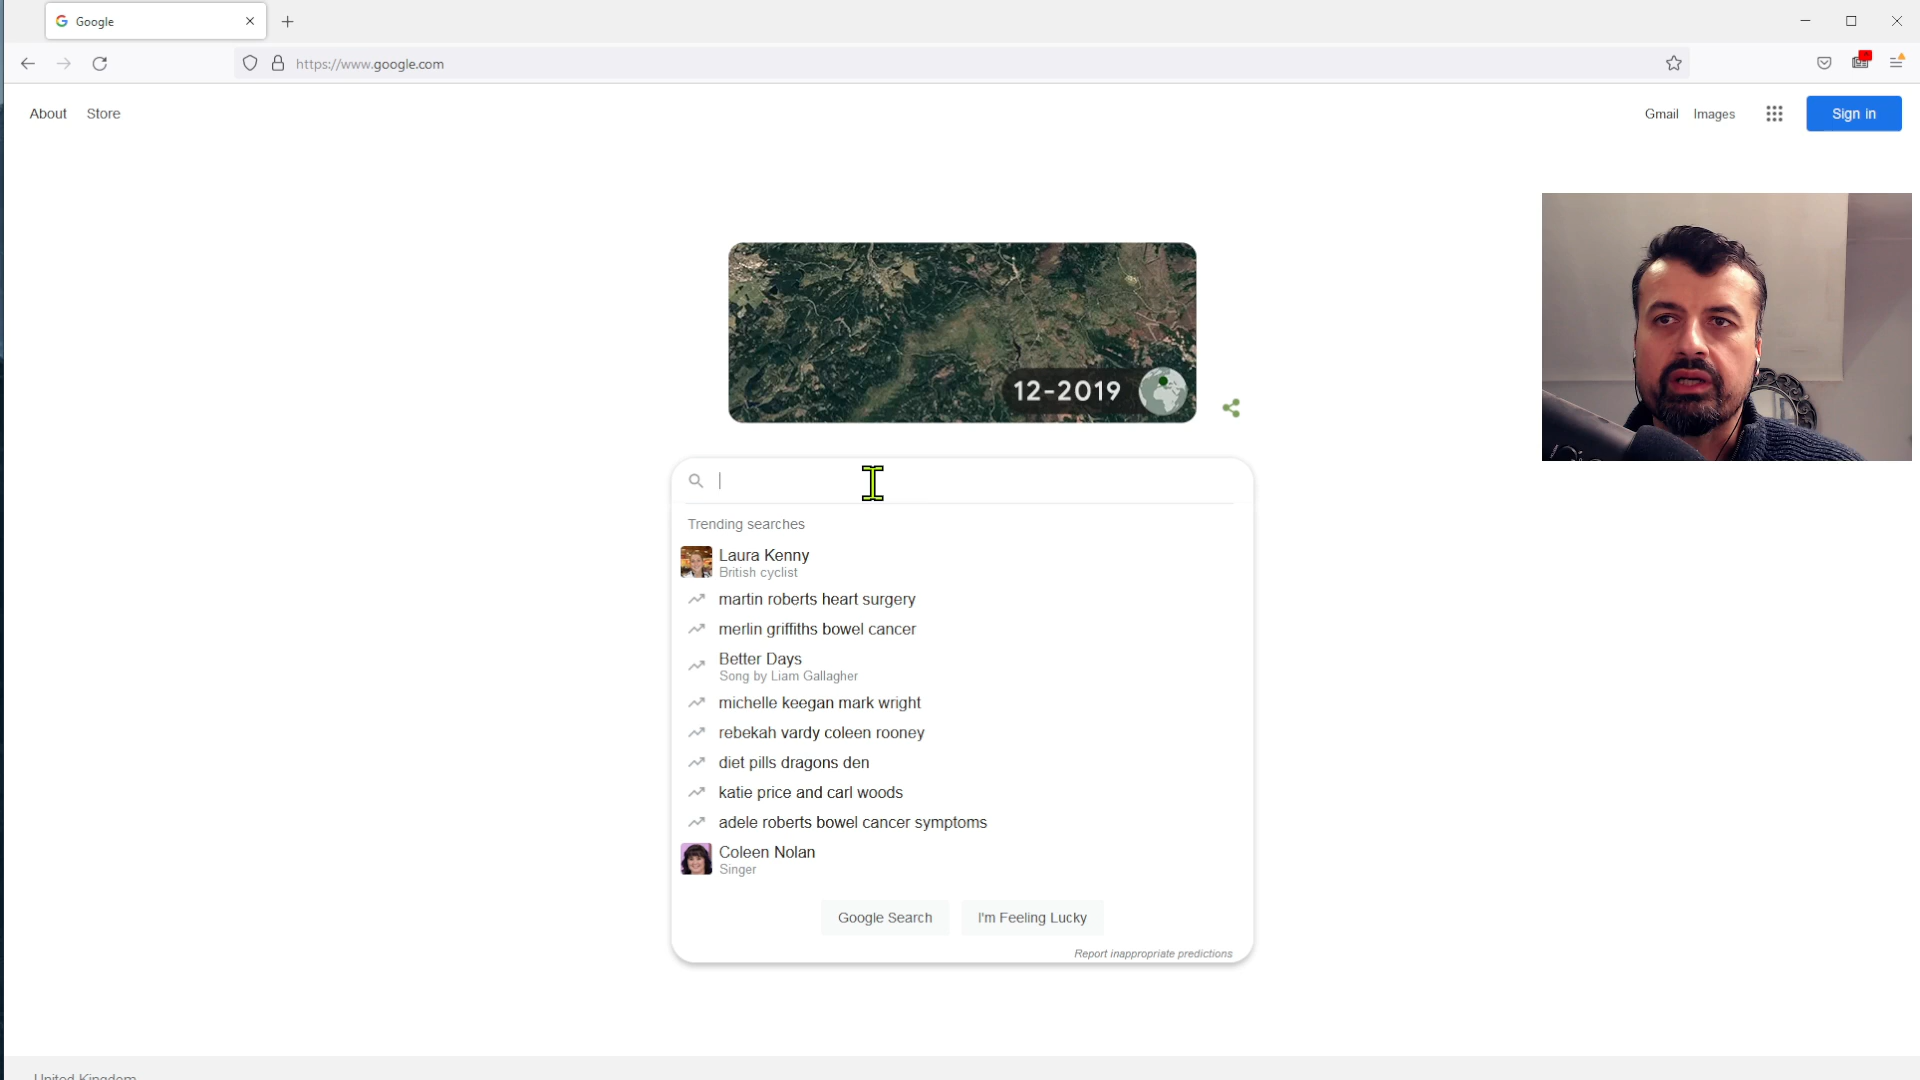 Google
https://www.google.com
About Store
Gmail Images
Sign in
12-2019
Trending searches
Laura Kenny
British cyclist
martin roberts heart surgery
merlin griffiths bowel cancer
Better Days
Song by Liam Gallagher
michelle keegan mark wright
rebekah vardy coleen rooney
diet pills dragons den
katie price and carl woods
adele roberts bowel cancer symptoms
Coleen Nolan
Singer
Google Search I'm Feeling Lucky
Report inappropriate predictions
United Kingdom